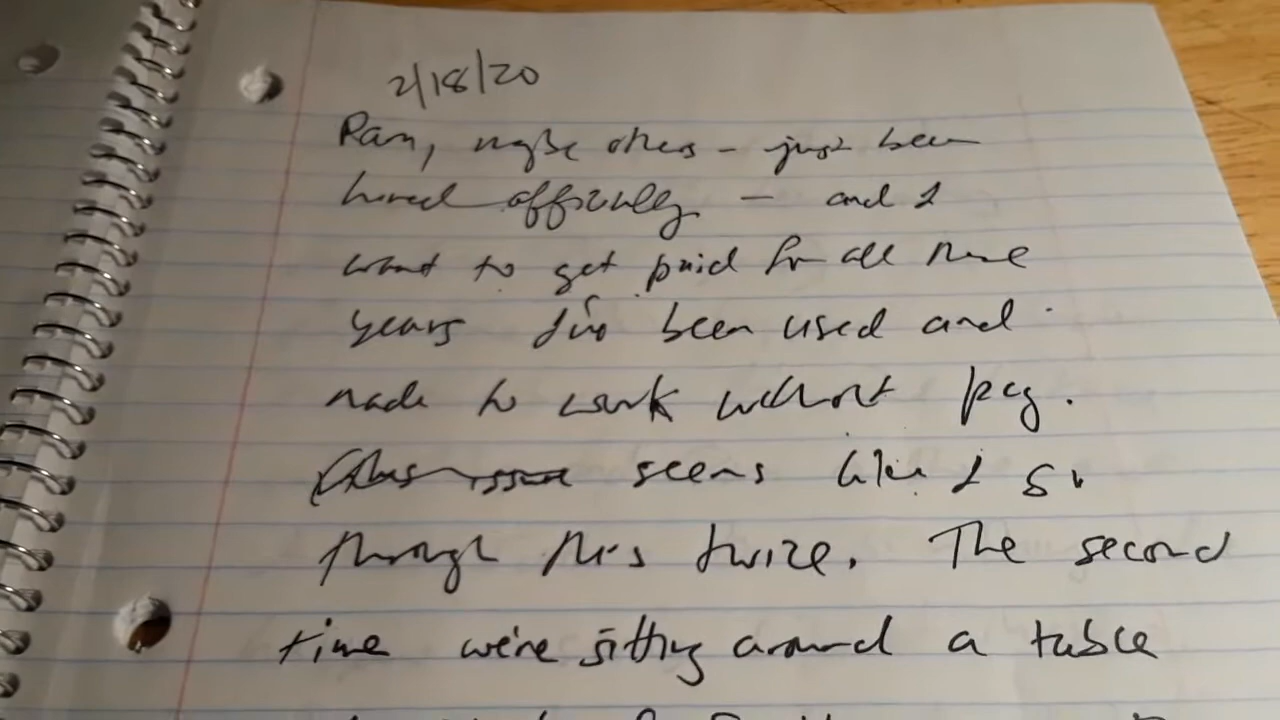 2/18/20
Pam, maybe others - just been
hired officially - and I
want to get paid for all these
years I've been used and
made to work without pay.
seems like I go
through this twice. The second
time we're sitting around a table